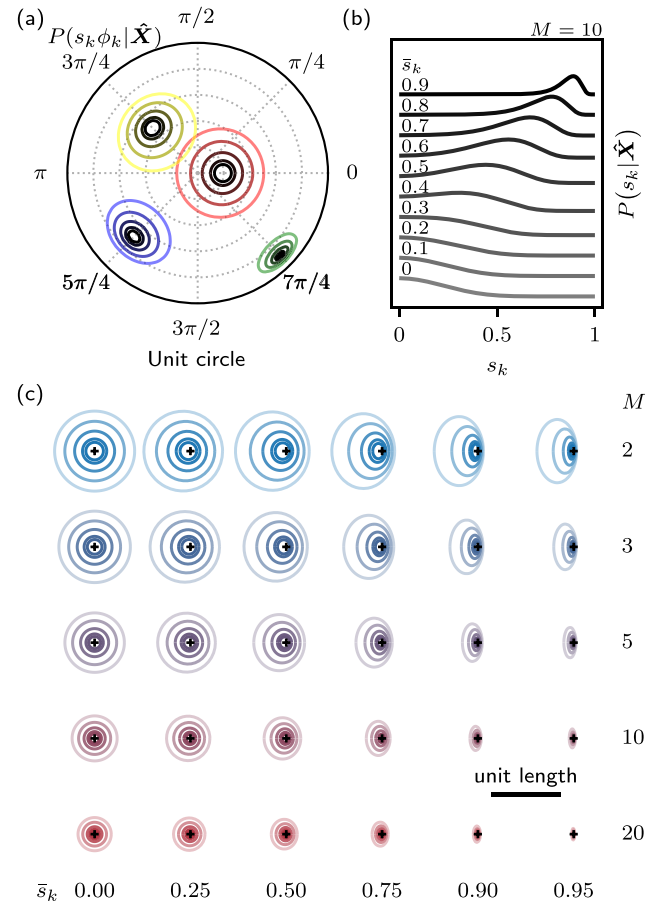 (a)
P(s_k ϕ_k | X̂)
π/2
3π/4
π/4
π
0
5π/4
7π/4
3π/2
Unit circle
(b)
M = 10
s̄_k
0.9
0.8
0.7
0.6
0.5
0.4
0.3
0.2
0.1
0
P(s_k | X̂)
0
0.5
1
s_k
(c)
M
2
3
5
10
unit length
20
s̄_k 0.00 0.25 0.50 0.75 0.90 0.95